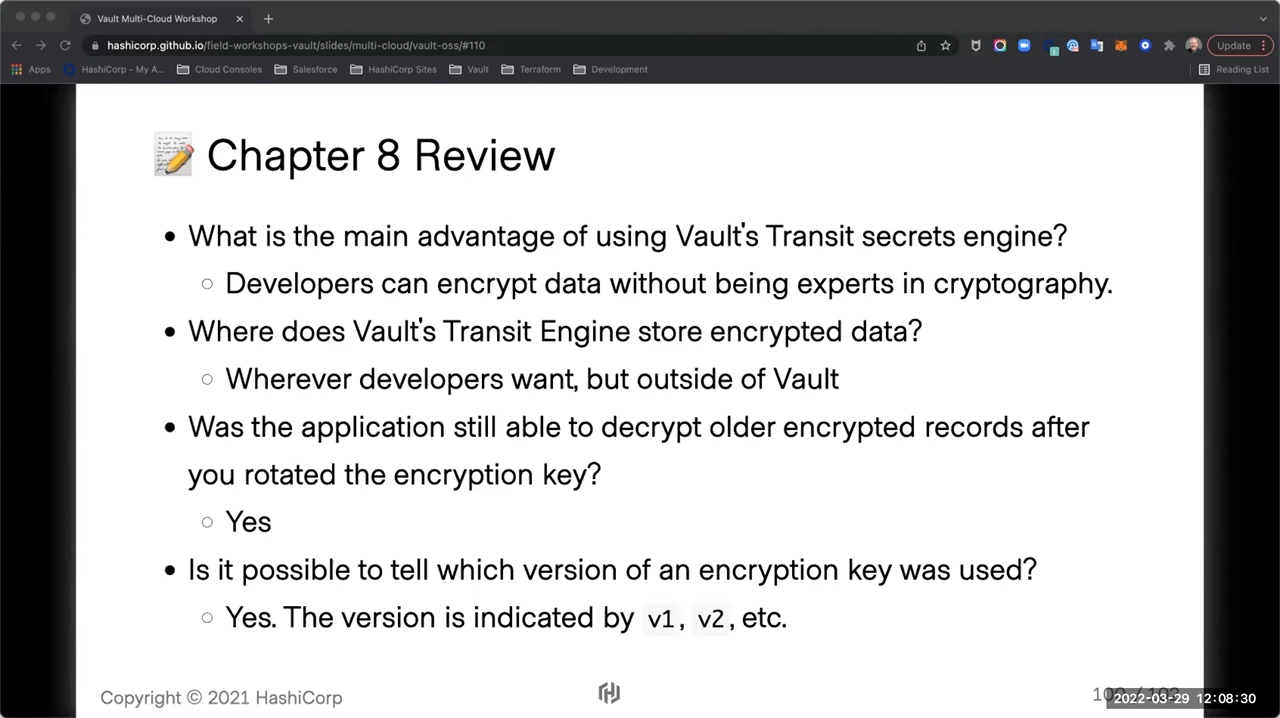 Vault Multi-Cloud Workshop
hashicorp.github.io/field-workshops-vault/slides/multi-cloud/vault-oss/#110
Update
Apps HashiCorp - My A... Cloud Consoles Salesforce HashiCorp Sites Vault Terraform Development Reading List
Chapter 8 Review
• What is the main advantage of using Vault's Transit secrets engine?
○ Developers can encrypt data without being experts in cryptography.
• Where does Vault's Transit Engine store encrypted data?
○ Wherever developers want, but outside of Vault
• Was the application still able to decrypt older encrypted records after
you rotated the encryption key?
○ Yes
• Is it possible to tell which version of an encryption key was used?
○ Yes. The version is indicated by v1, v2, etc.
Copyright © 2021 HashiCorp
2022-03-29 12:08:30